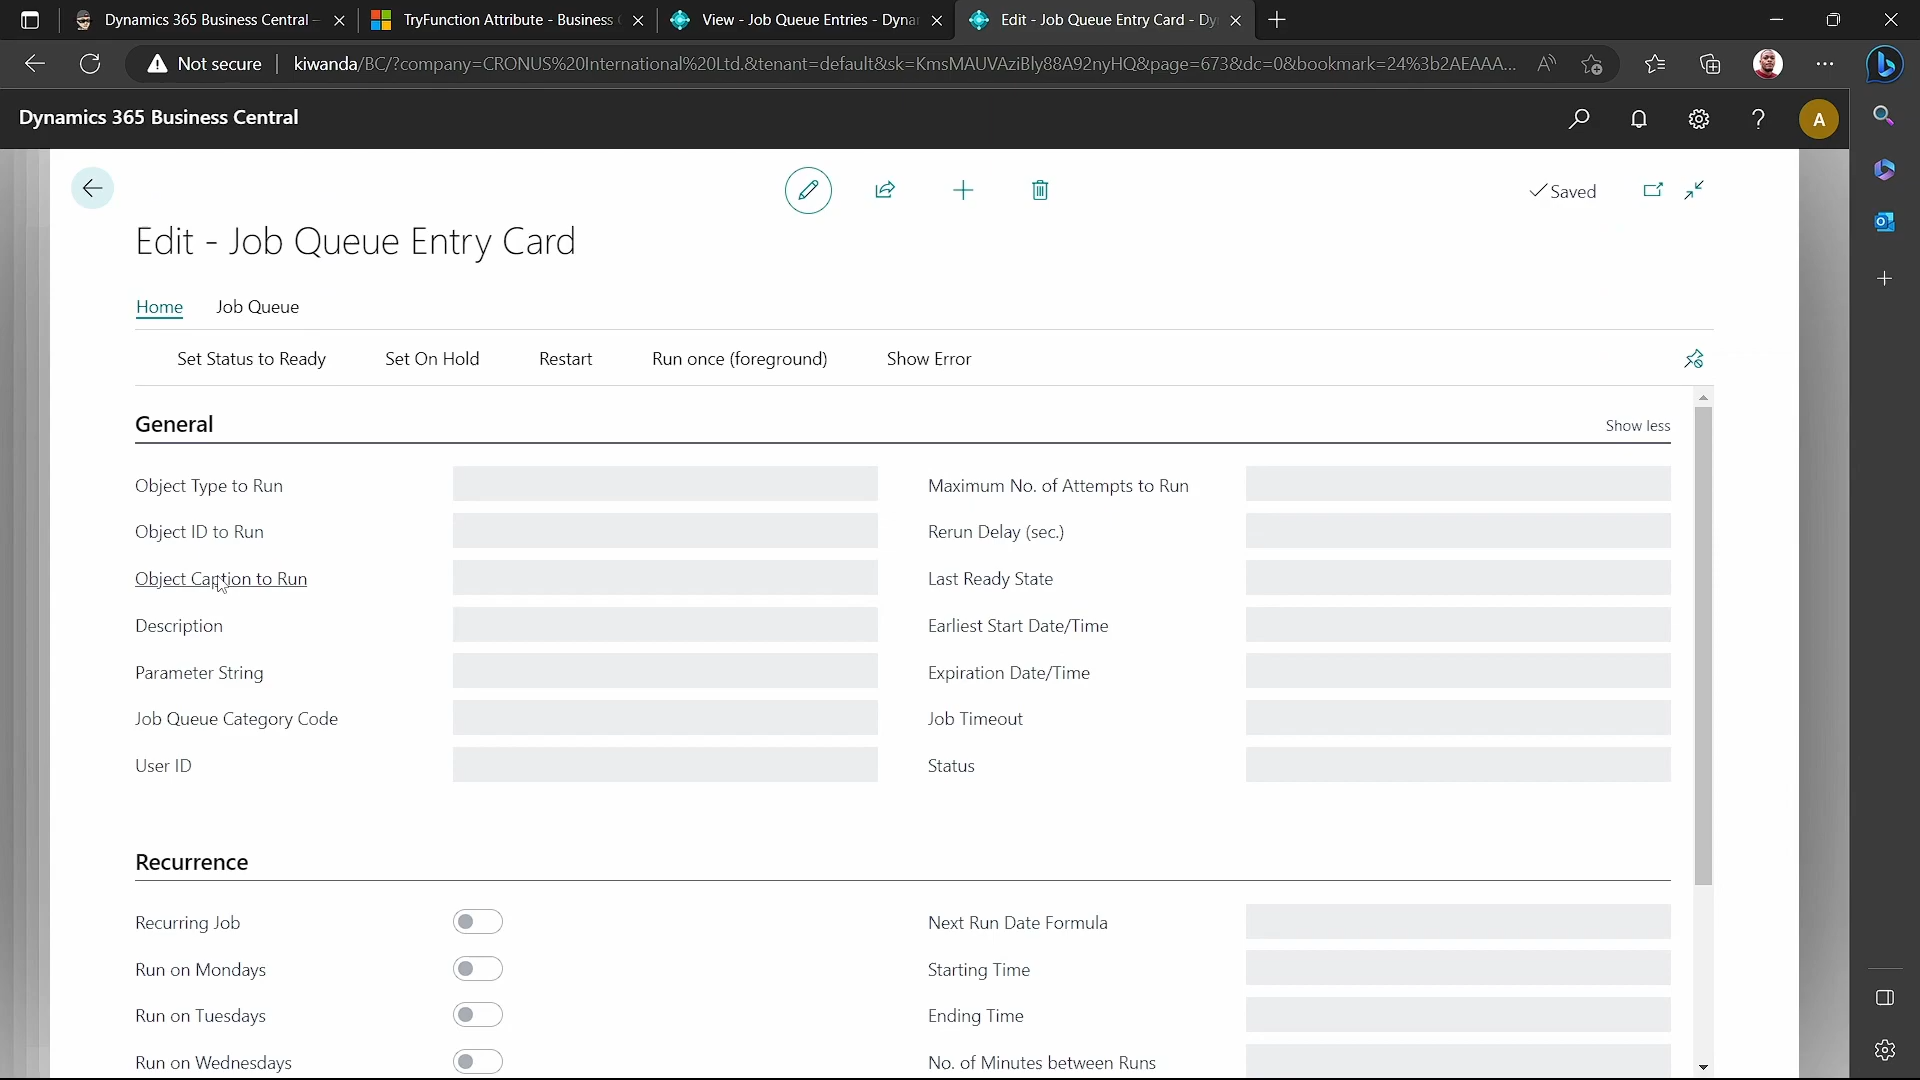 Dynamics 365 Business Central -
TryFunction Attribute - Business
View - Job Queue Entries - Dyna
Edit - Job Queue Entry Card - Dy
Not secure
kiwanda/BC/?company=CRONUS%20International%20Ltd.&tenant=default&sk=KmsMAUVAziBly88A92nyHQ&page=673&dc=0&bookmark=24%3b2AEAAA...
Dynamics 365 Business Central
A
Saved
Edit - Job Queue Entry Card
Home Job Queue
Set Status to Ready Set On Hold Restart Run once (foreground) Show Error
General Show less
Object Type to Run Maximum No. of Attempts to Run
Object ID to Run Rerun Delay (sec.)
Object Caption to Run Last Ready State
Description Earliest Start Date/Time
Parameter String Expiration Date/Time
Job Queue Category Code Job Timeout
User ID Status
Recurrence
Recurring Job Next Run Date Formula
Run on Mondays Starting Time
Run on Tuesdays Ending Time
Run on Wednesdays No. of Minutes between Runs